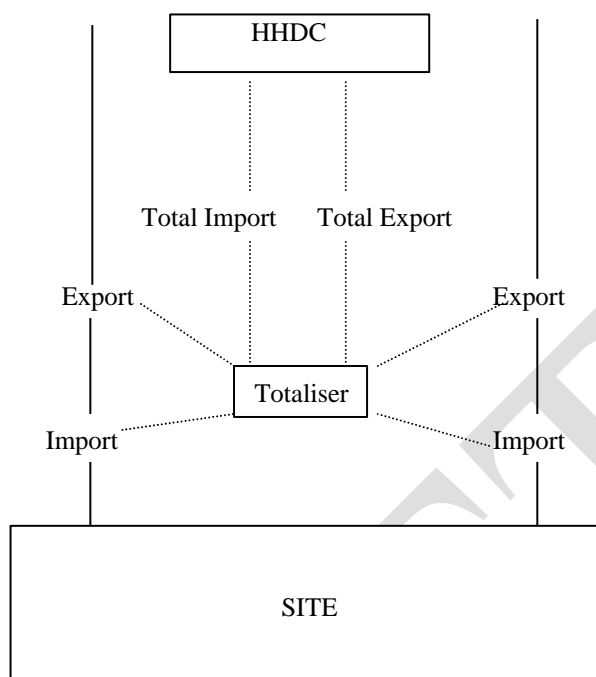 HHDC
Total Import Total Export
Export Export
Totaliser
Import Import
SITE